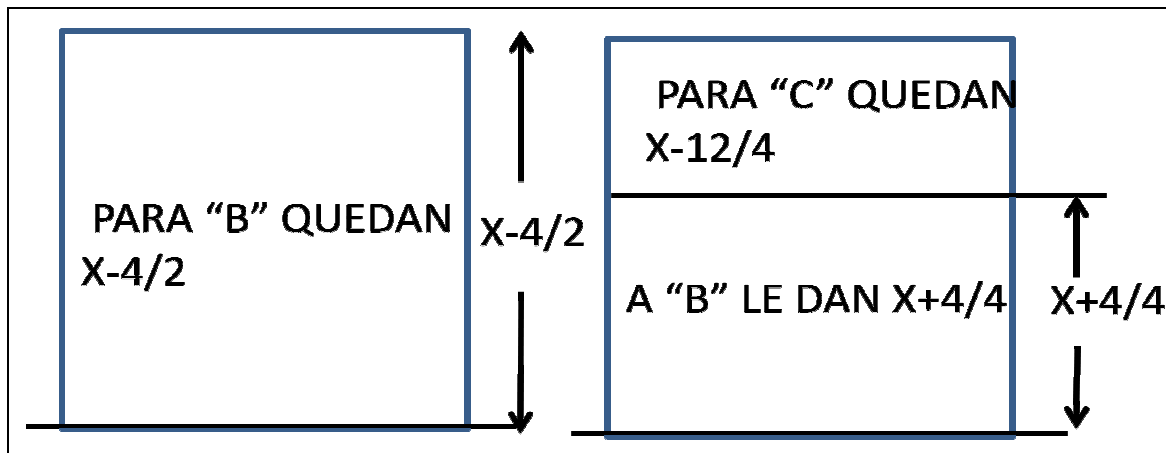 PARA “B” QUEDAN
X-4/2
X-4/2
PARA “C” QUEDAN
X-12/4
A “B” LE DAN X+4/4
X+4/4